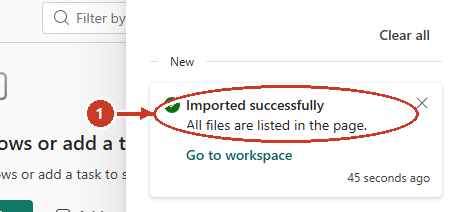 Filter by
Clear all
New
1
Imported successfully
All files are listed in the page.
Go to workspace
45 seconds ago
ows or add a t
ows or add a task to s